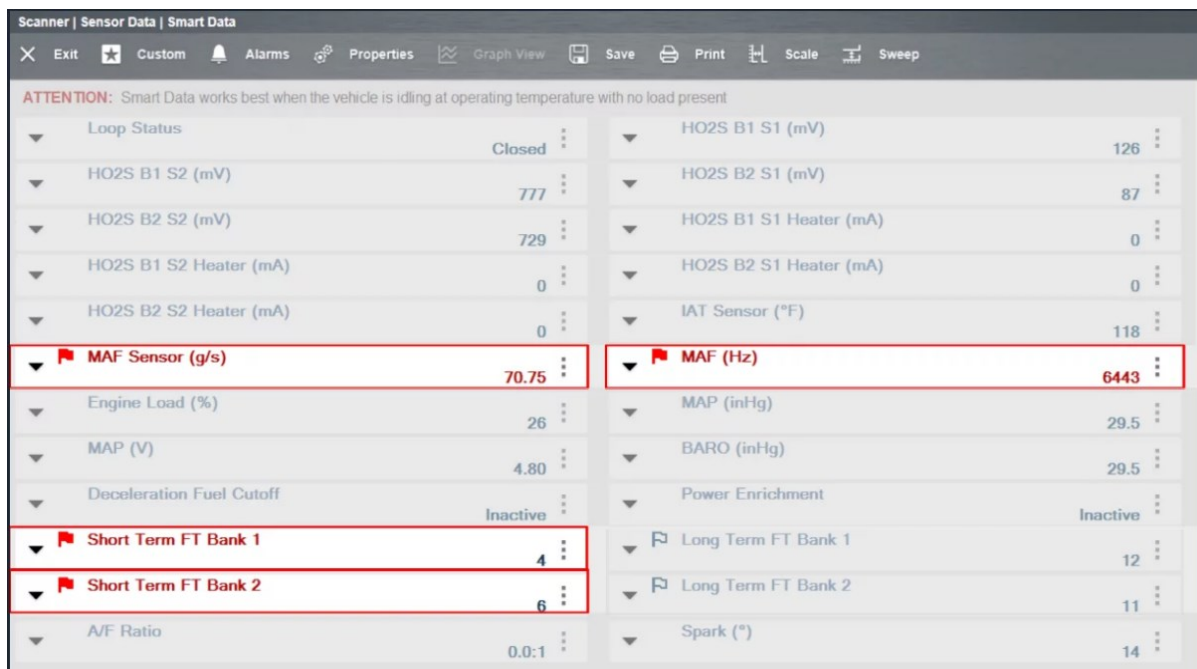 Scanner | Sensor Data | Smart Data
Exit Custom Alarms Properties Graph View Save Print Scale Sweep
ATTENTION: Smart Data works best when the vehicle is idling at operating temperature with no load present
Loop Status Closed HO2S B1 S1 (mV) 126
HO2S B1 S2 (mV) 777 HO2S B2 S1 (mV) 87
HO2S B2 S2 (mV) 729 HO2S B1 S1 Heater (mA) 0
HO2S B1 S2 Heater (mA) 0 HO2S B2 S1 Heater (mA) 0
HO2S B2 S2 Heater (mA) 0 IAT Sensor (°F) 118
MAF Sensor (g/s) 70.75 MAF (Hz) 6443
Engine Load (%) 26 MAP (inHg) 29.5
MAP (V) 4.80 BARO (inHg) 29.5
Deceleration Fuel Cutoff Inactive Power Enrichment Inactive
Short Term FT Bank 1 4 Long Term FT Bank 1 12
Short Term FT Bank 2 6 Long Term FT Bank 2 11
A/F Ratio 0.0:1 Spark (°) 14